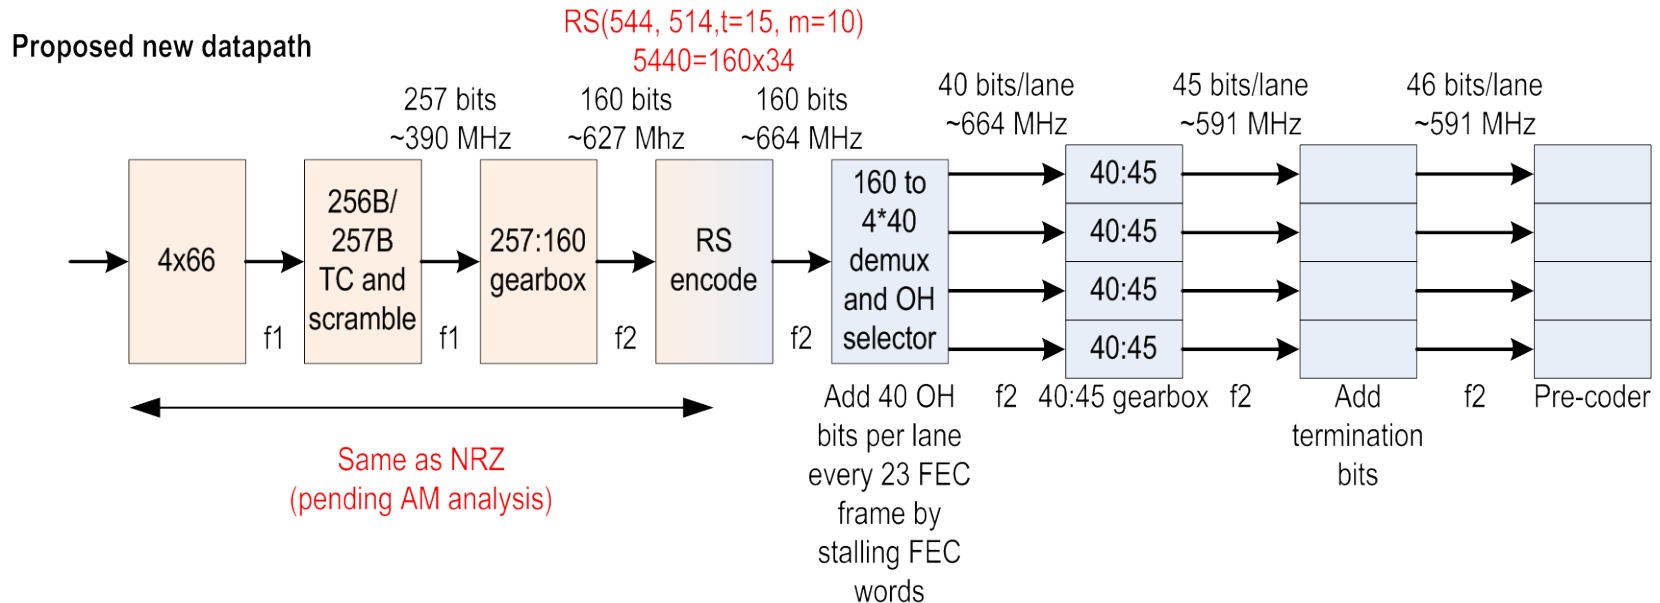 RS(544, 514,t=15, m=10)
5440=160x34
Proposed new datapath
257 bits
~390 MHz
160 bits
~627 Mhz
160 bits
~664 MHz
40 bits/lane
~664 MHz
45 bits/lane
~591 MHz
46 bits/lane
~591 MHz
4x66
f1
256B/
257B
TC and
scramble
f1
257:160
gearbox
f2
RS
encode
f2
160 to
4*40
demux
and OH
selector
40:45
40:45
40:45
40:45
Add 40 OH
bits per lane
every 23 FEC
frame by
stalling FEC
words
f2
40:45 gearbox
f2
Add
termination
bits
f2
Pre-coder
Same as NRZ
(pending AM analysis)